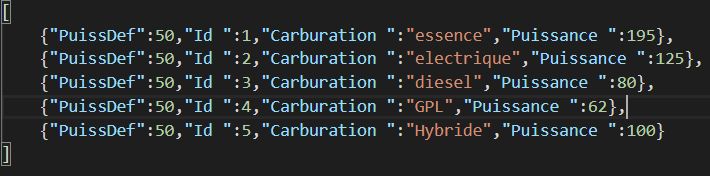 [
{"PuissDef":50,"Id ":1,"Carburation ":"essence","Puissance ":195},
{"PuissDef":50,"Id ":2,"Carburation ":"electrique","Puissance ":125},
{"PuissDef":50,"Id ":3,"Carburation ":"diesel","Puissance ":80},
{"PuissDef":50,"Id ":4,"Carburation ":"GPL","Puissance ":62},
{"PuissDef":50,"Id ":5,"Carburation ":"Hybride","Puissance ":100}
]